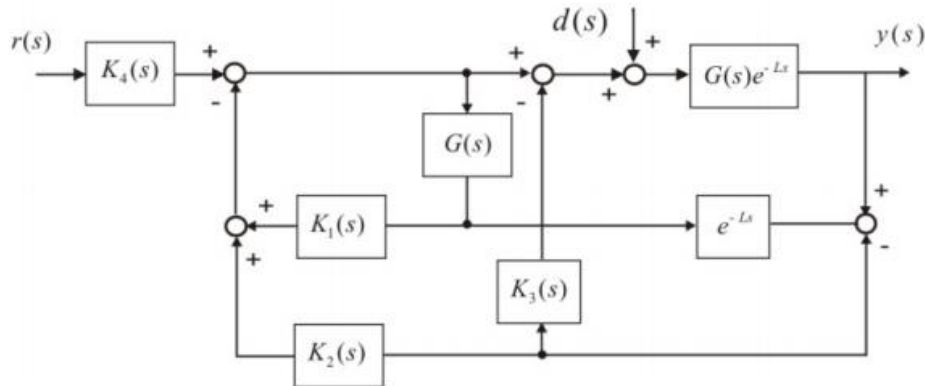 r(s)
K₄(s)
+
-
+
-
d(s)
+
+
G(s)e⁻ᴸˢ
y(s)
G(s)
+
K₁(s)
+
e⁻ᴸˢ
+
-
K₃(s)
K₂(s)